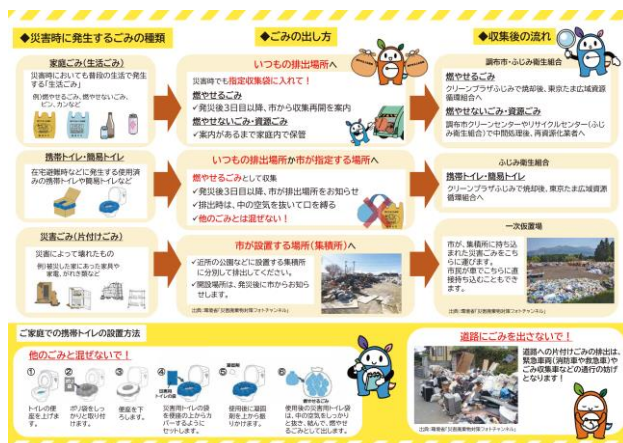 ◆災害時に発生するごみの種類
◆ごみの出し方
◆収集後の流れ
家庭ごみ(生活ごみ)
災害時においても普段の生活で発生
する「生活ごみ」
例)燃やせるごみ、燃やせないごみ、
ビン、カンなど
いつもの排出場所へ
災害時でも指定収集袋に入れて!
燃やせるごみ
✓発災後3日目以降、市から収集再開を案内
燃やせないごみ・資源ごみ
✓案内があるまで家庭内で保管
調布市・ふじみ衛生組合
燃やせるごみ
クリーンプラザふじみで焼却後、東京たま広域資源
循環組合へ
燃やせないごみ・資源ごみ
調布市クリーンセンターやリサイクルセンター(ふじ
み衛生組合)で中間処理後、再資源化業者へ
携帯トイレ・簡易トイレ
在宅避難時などに発生する使用済
みの携帯トイレや簡易トイレなど
いつもの排出場所か市が指定する場所へ
燃やせるごみとして収集
✓発災後3日目以降、市が排出場所をお知らせ
✓排出時は、中の空気を抜いて口を縛る
✓他のごみとは混ぜない!
ふじみ衛生組合
携帯トイレ・簡易トイレ
クリーンプラザふじみで焼却後、東京たま広域資源
循環組合へ
災害ごみ(片付けごみ)
災害によって壊れたもの
例)被災した家にあった家具や
家電、がれき類など
市が設置する場所(集積所)へ
✓近所の公園などに設置する集積所
に分別して排出してください。
✓開設場所は、発災後に市からお知ら
せします。
出典:環境省「災害廃棄物対策フォトチャンネル」
一次仮置場
市が、集積所に持ち込
まれた災害ごみをこち
らに運びます。
市民が車でこちらに直
接持ち込むこともでき
ます。
出典:環境省「災害廃棄物対策フォトチャンネル」
ご家庭での携帯トイレの設置方法
他のごみと混ぜないで!
①
トイレの便
座を上げま
す。
②
ポリ袋をしっ
かりと取り付
けます。
③
便座を下
ろします。
④
災害用トイレの袋
を便座の上からカ
バーするように
セットします。
⑤
凝固剤
使用後に凝固
剤を上から振
りかけます。
⑥
燃やせるごみ
使用後の災害用トイレ袋
は、中の空気をしっかり
と抜き、結んで、燃やせ
るごみとして出します。
道路にごみを出さないで!
道路への片付けごみの排出は、
緊急車両(消防車や救急車)や
ごみ収集車などの通行の妨げ
となります!
出典:環境省「災害廃棄物対策フォトチャンネル」